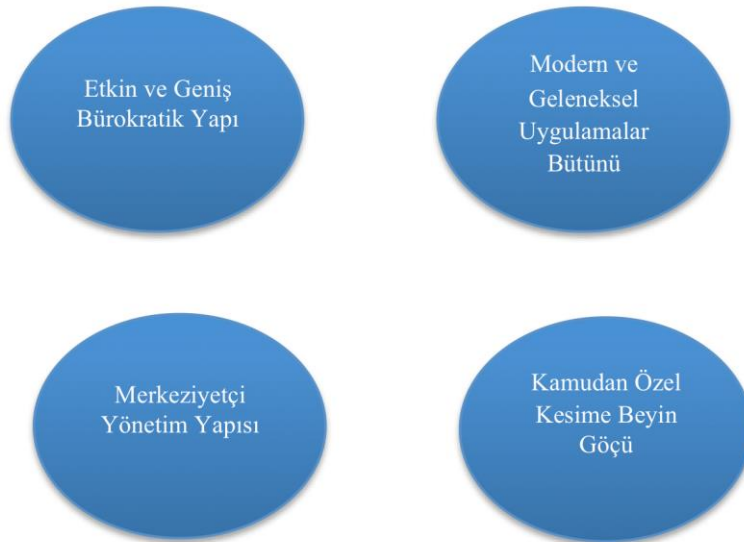 Etkin ve Geniş
Bürokratik Yapı
Modern ve
Geleneksel
Uygulamalar
Bütünü
Merkeziyetçi
Yönetim Yapısı
Kamudan Özel
Kesime Beyin
Göçü